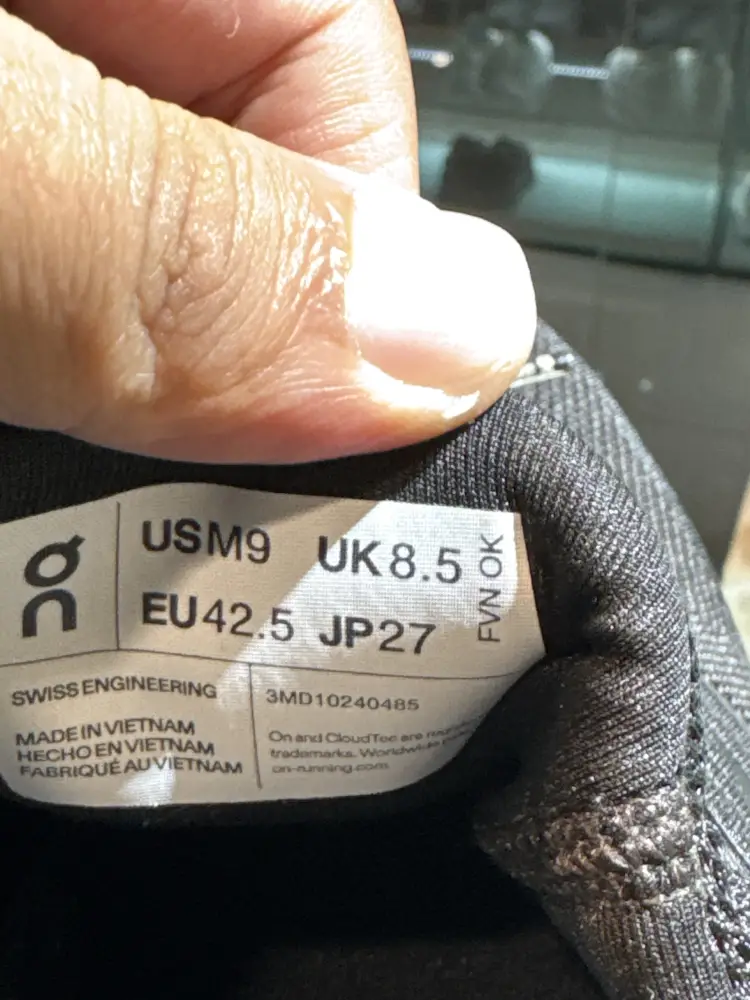 on
USM9 UK8.5
EU42.5 JP27
FVN OK
SWISS ENGINEERING
MADE IN VIETNAM
HECHO EN VIETNAM
FABRIQUÉ AU VIETNAM
3MD10240485
On and CloudTec are
trademarks. Worldwide
on-running.com